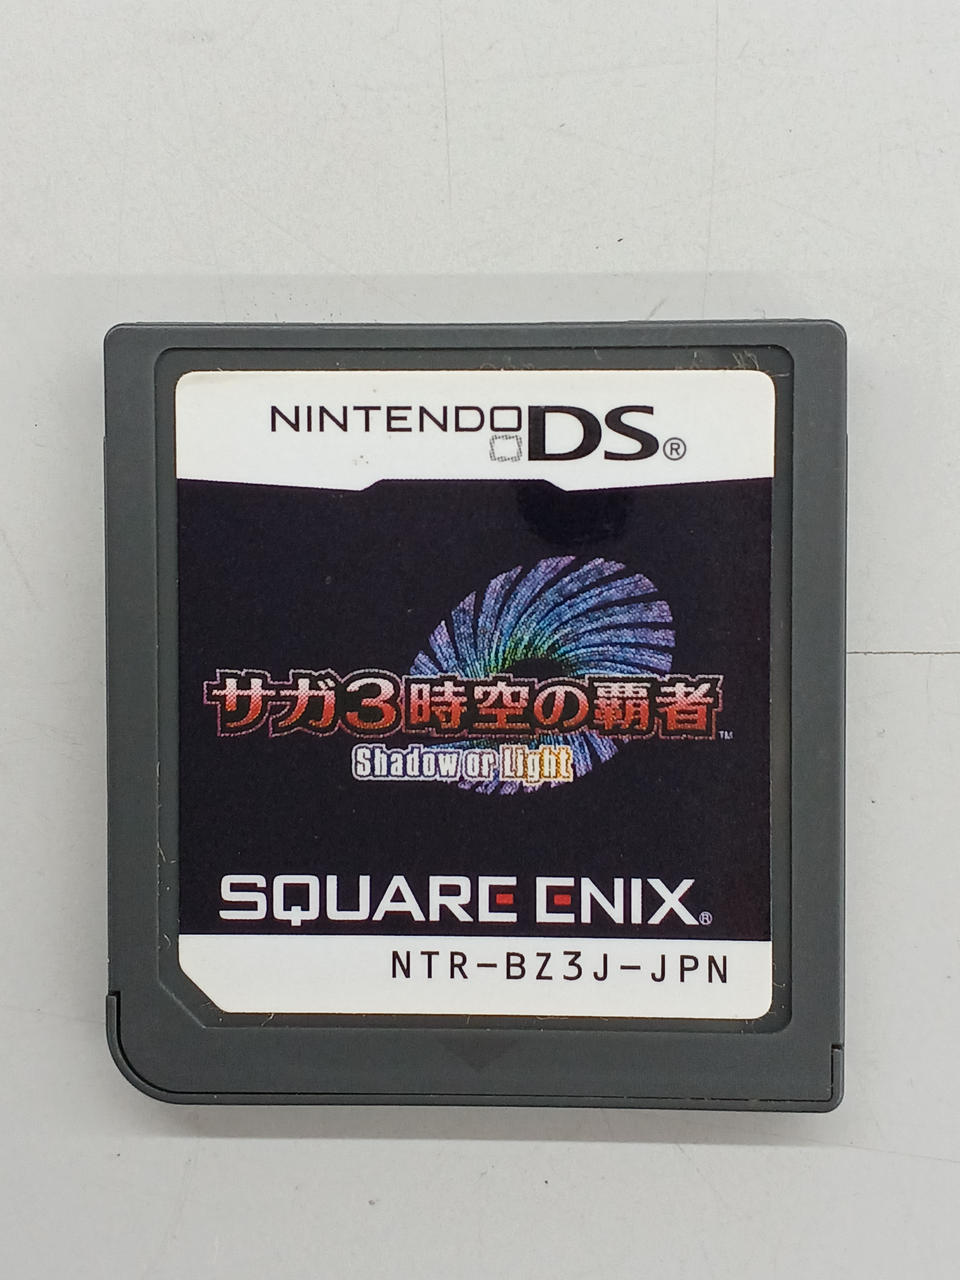 NINTENDO DS®
サガ3時空の覇者™
Shadow or Light
SQUARE ENIX®
NTR-BZ3J-JPN